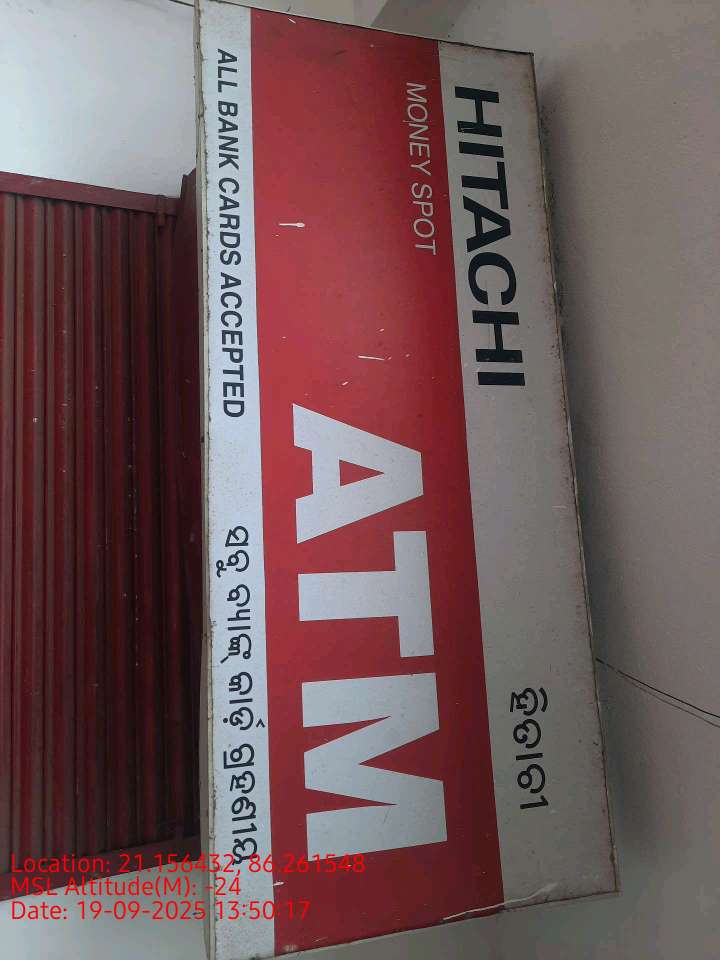 HITACHI
ହିତାଚୀ
MONEY SPOT
ATM
ALL BANK CARDS ACCEPTED
ସବୁ ବ୍ୟାଙ୍କ୍ କାର୍ଡ଼ ଗ୍ରହଣୀୟ
Location: 21.156432, 86.261548
MSL Altitude(M): -24
Date: 19-09-2025 13:50:17